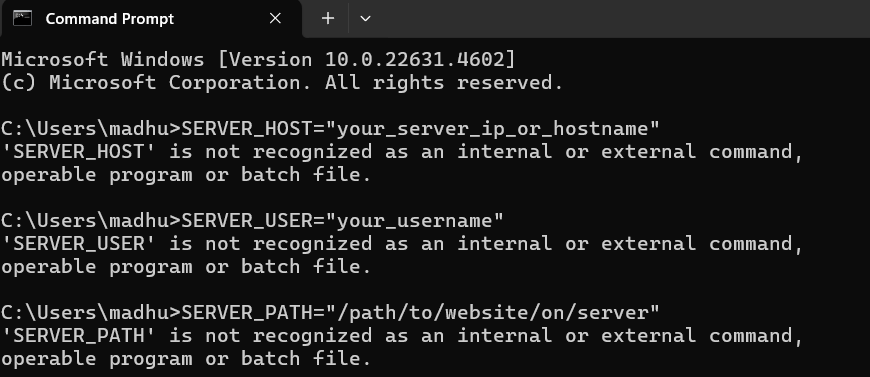 Command Prompt
Microsoft Windows [Version 10.0.22631.4602]
(c) Microsoft Corporation. All rights reserved.
C:\Users\madhu>SERVER_HOST="your_server_ip_or_hostname"
'SERVER_HOST' is not recognized as an internal or external command,
operable program or batch file.
C:\Users\madhu>SERVER_USER="your_username"
'SERVER_USER' is not recognized as an internal or external command,
operable program or batch file.
C:\Users\madhu>SERVER_PATH="/path/to/website/on/server"
'SERVER_PATH' is not recognized as an internal or external command,
operable program or batch file.